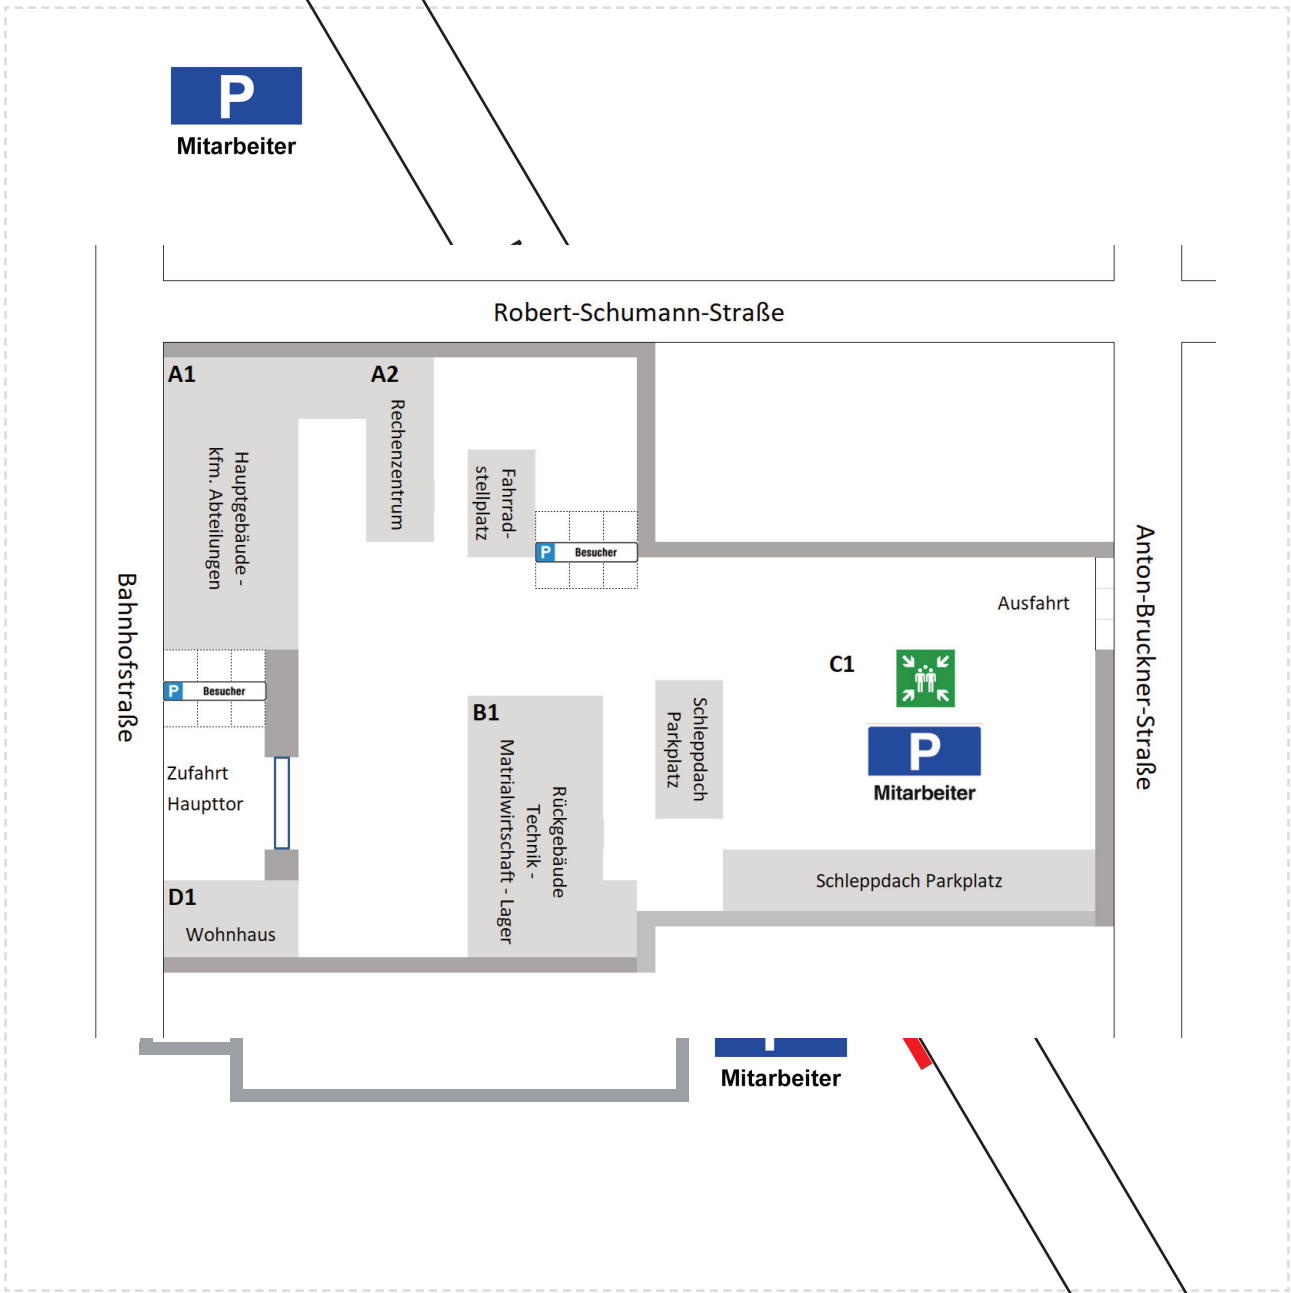 P
Mitarbeiter
Robert-Schumann-Straße
A1
A2
Rechenzentrum
Hauptgebäude -
kfm. Abteilungen
Fahrrad-
stellplatz
P Besucher
Bahnhofstraße
Anton-Bruckner-Straße
Ausfahrt
P Besucher
C1
B1
Rückgebäude
Technik -
Matrialwirtschaft - Lager
Schleppdach
Parkplatz
P
Mitarbeiter
Zufahrt
Haupttor
D1
Wohnhaus
Schleppdach Parkplatz
Mitarbeiter